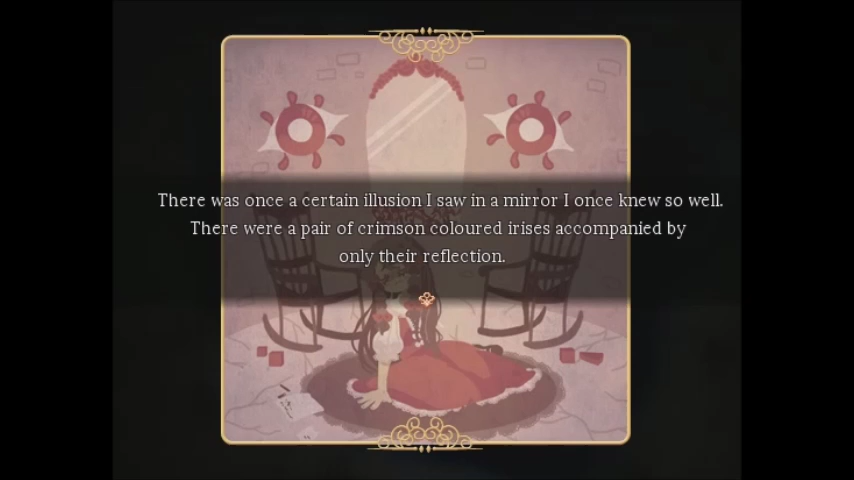 There was once a certain illusion I saw in a mirror I once knew so well.
There were a pair of crimson coloured irises accompanied by
only their reflection.